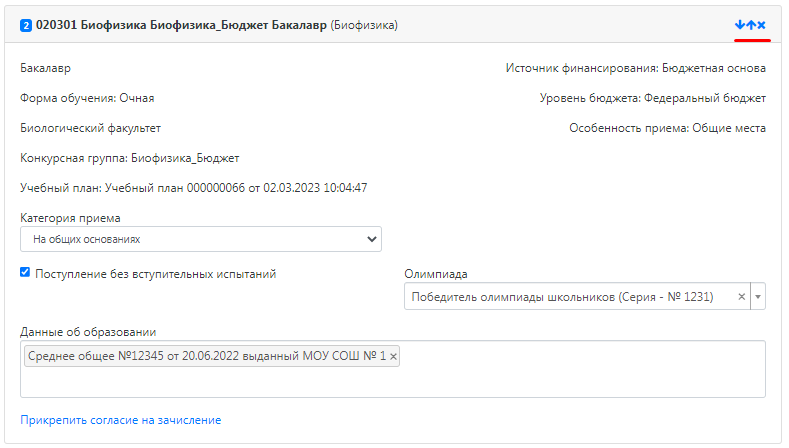 2 020301 Биофизика Биофизика_Бюджет Бакалавр (Биофизика)
Бакалавр
Источник финансирования: Бюджетная основа
Форма обучения: Очная
Уровень бюджета: Федеральный бюджет
Биологический факультет
Особенность приема: Общие места
Конкурсная группа: Биофизика_Бюджет
Учебный план: Учебный план 000000066 от 02.03.2023 10:04:47
Категория приема
На общих основаниях
Поступление без вступительных испытаний
Олимпиада
Победитель олимпиады школьников (Серия - № 1231)
Данные об образовании
Среднее общее №12345 от 20.06.2022 выданный МОУ СОШ № 1
Прикрепить согласие на зачисление